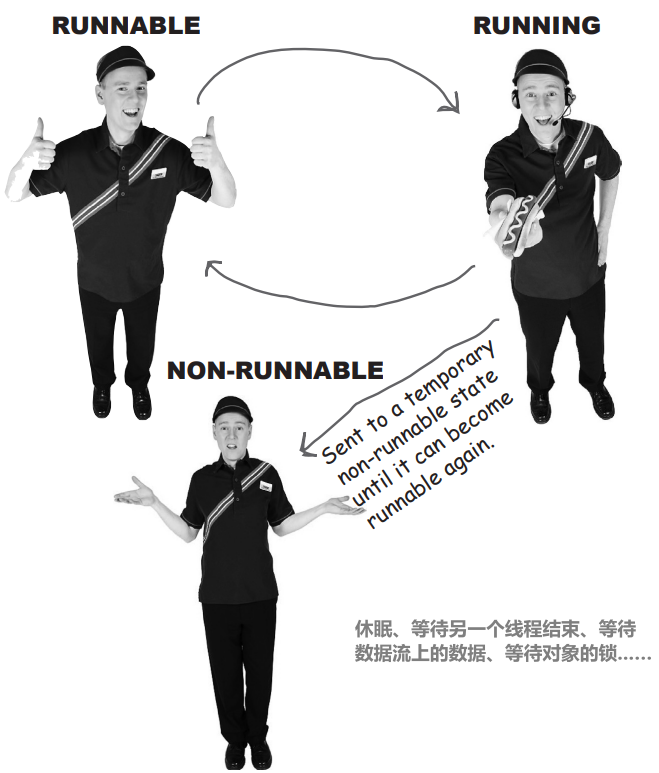 RUNNABLE
RUNNING
NON-RUNNABLE
Sent to a temporary
non-runnable state
until it can become
runnable again.
休眠、等待另一个线程结束、等待
数据流上的数据、等待对象的锁……